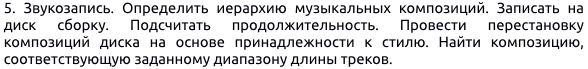 5. Звукозапись. Определить иерархию музыкальных композиций. Записать на
диск сборку. Подсчитать продолжительность. Провести перестановку
композиций диска на основе принадлежности к стилю. Найти композицию,
соответствующую заданному диапазону длины треков.